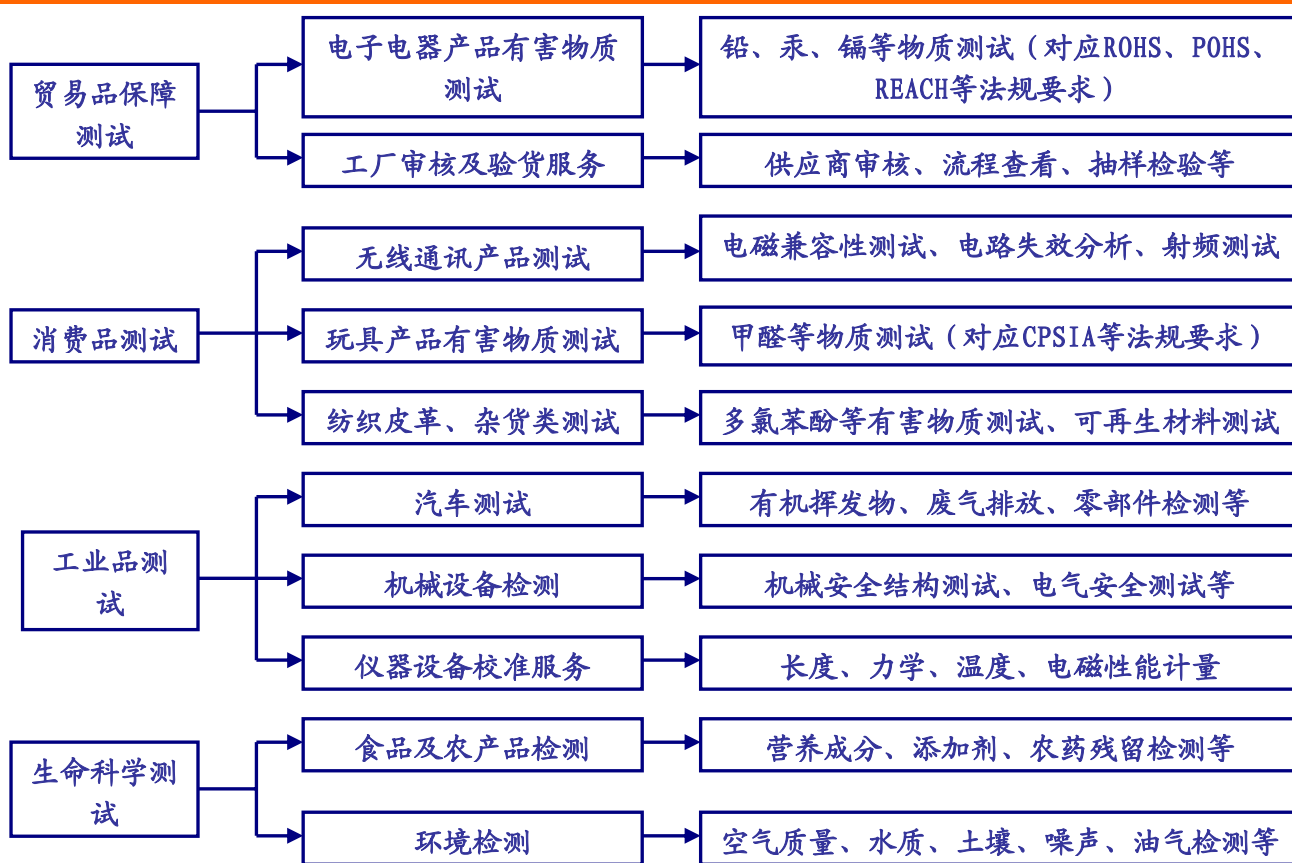 电子电器产品有害物质
测试
铅、汞、镉等物质测试（对应ROHS、POHS、
REACH等法规要求）
贸易品保障
测试
工厂审核及验货服务
供应商审核、流程查看、抽样检验等
无线通讯产品测试
电磁兼容性测试、电路失效分析、射频测试
消费品测试
玩具产品有害物质测试
甲醛等物质测试（对应CPSIA等法规要求）
纺织皮革、杂货类测试
多氯苯酚等有害物质测试、可再生材料测试
汽车测试
有机挥发物、废气排放、零部件检测等
工业品测
试
机械设备检测
机械安全结构测试、电气安全测试等
仪器设备校准服务
长度、力学、温度、电磁性能计量
食品及农产品检测
营养成分、添加剂、农药残留检测等
生命科学测
试
环境检测
空气质量、水质、土壤、噪声、油气检测等